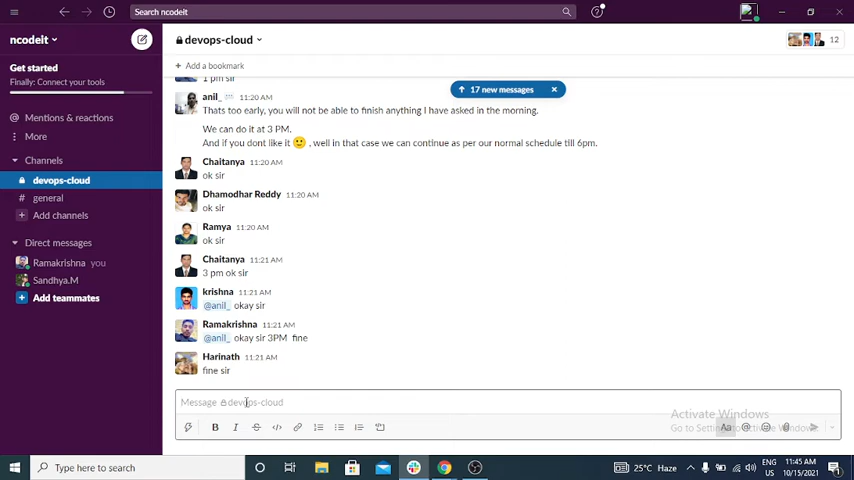 Search ncodeit
ncodeit
devops-cloud
12
Get started
Finally: Connect your tools
Add a bookmark
1 pm sir
17 new messages
anil_ 11:20 AM
Thats too early, you will not be able to finish anything I have asked in the morning.
We can do it at 3 PM.
And if you dont like it 🙂 , well in that case we can continue as per our normal schedule till 6pm.
Mentions & reactions
More
Channels
devops-cloud
# general
Add channels
Direct messages
Ramakrishna you
Sandhya.M
Add teammates
Chaitanya 11:20 AM
ok sir
Dhamodhar Reddy 11:20 AM
ok sir
Ramya 11:20 AM
ok sir
Chaitanya 11:21 AM
3 pm ok sir
krishna 11:21 AM
@anil_ okay sir
Ramakrishna 11:21 AM
@anil_ okay sir 3PM fine
Harinath 11:21 AM
fine sir
Message devops-cloud
B I S </> Aa @
Activate Windows
Go to Settings to activate Windows.
Type here to search
25°C Haze
ENG
US
11:45 AM
10/15/2021